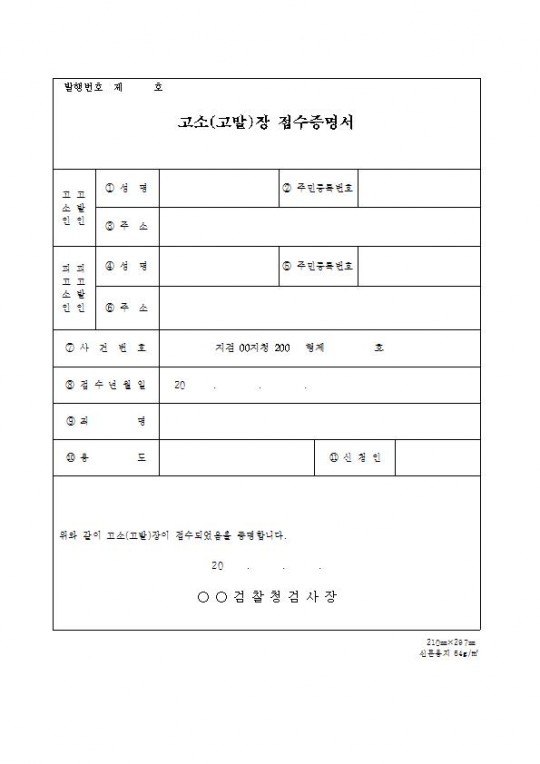 발행번호 제 호
고소(고발)장 접수증명서
고 고
소 발
인 인
① 성 명
② 주민등록번호
③ 주 소
피 피
고 고
소 발
인 인
④ 성 명
⑤ 주민등록번호
⑥ 주 소
⑦ 사 건 번 호
지검 00지청 200 형제 호
⑧ 접 수 년 월 일
20 . . .
⑨ 죄 명
⑩ 용 도
⑪ 신 청 인
위와 같이 고소(고발)장이 접수되었음을 증명합니다.
20 . . .
○ ○ 검 찰 청 검 사 장
210㎜×297㎜
신문용지 54g/㎡